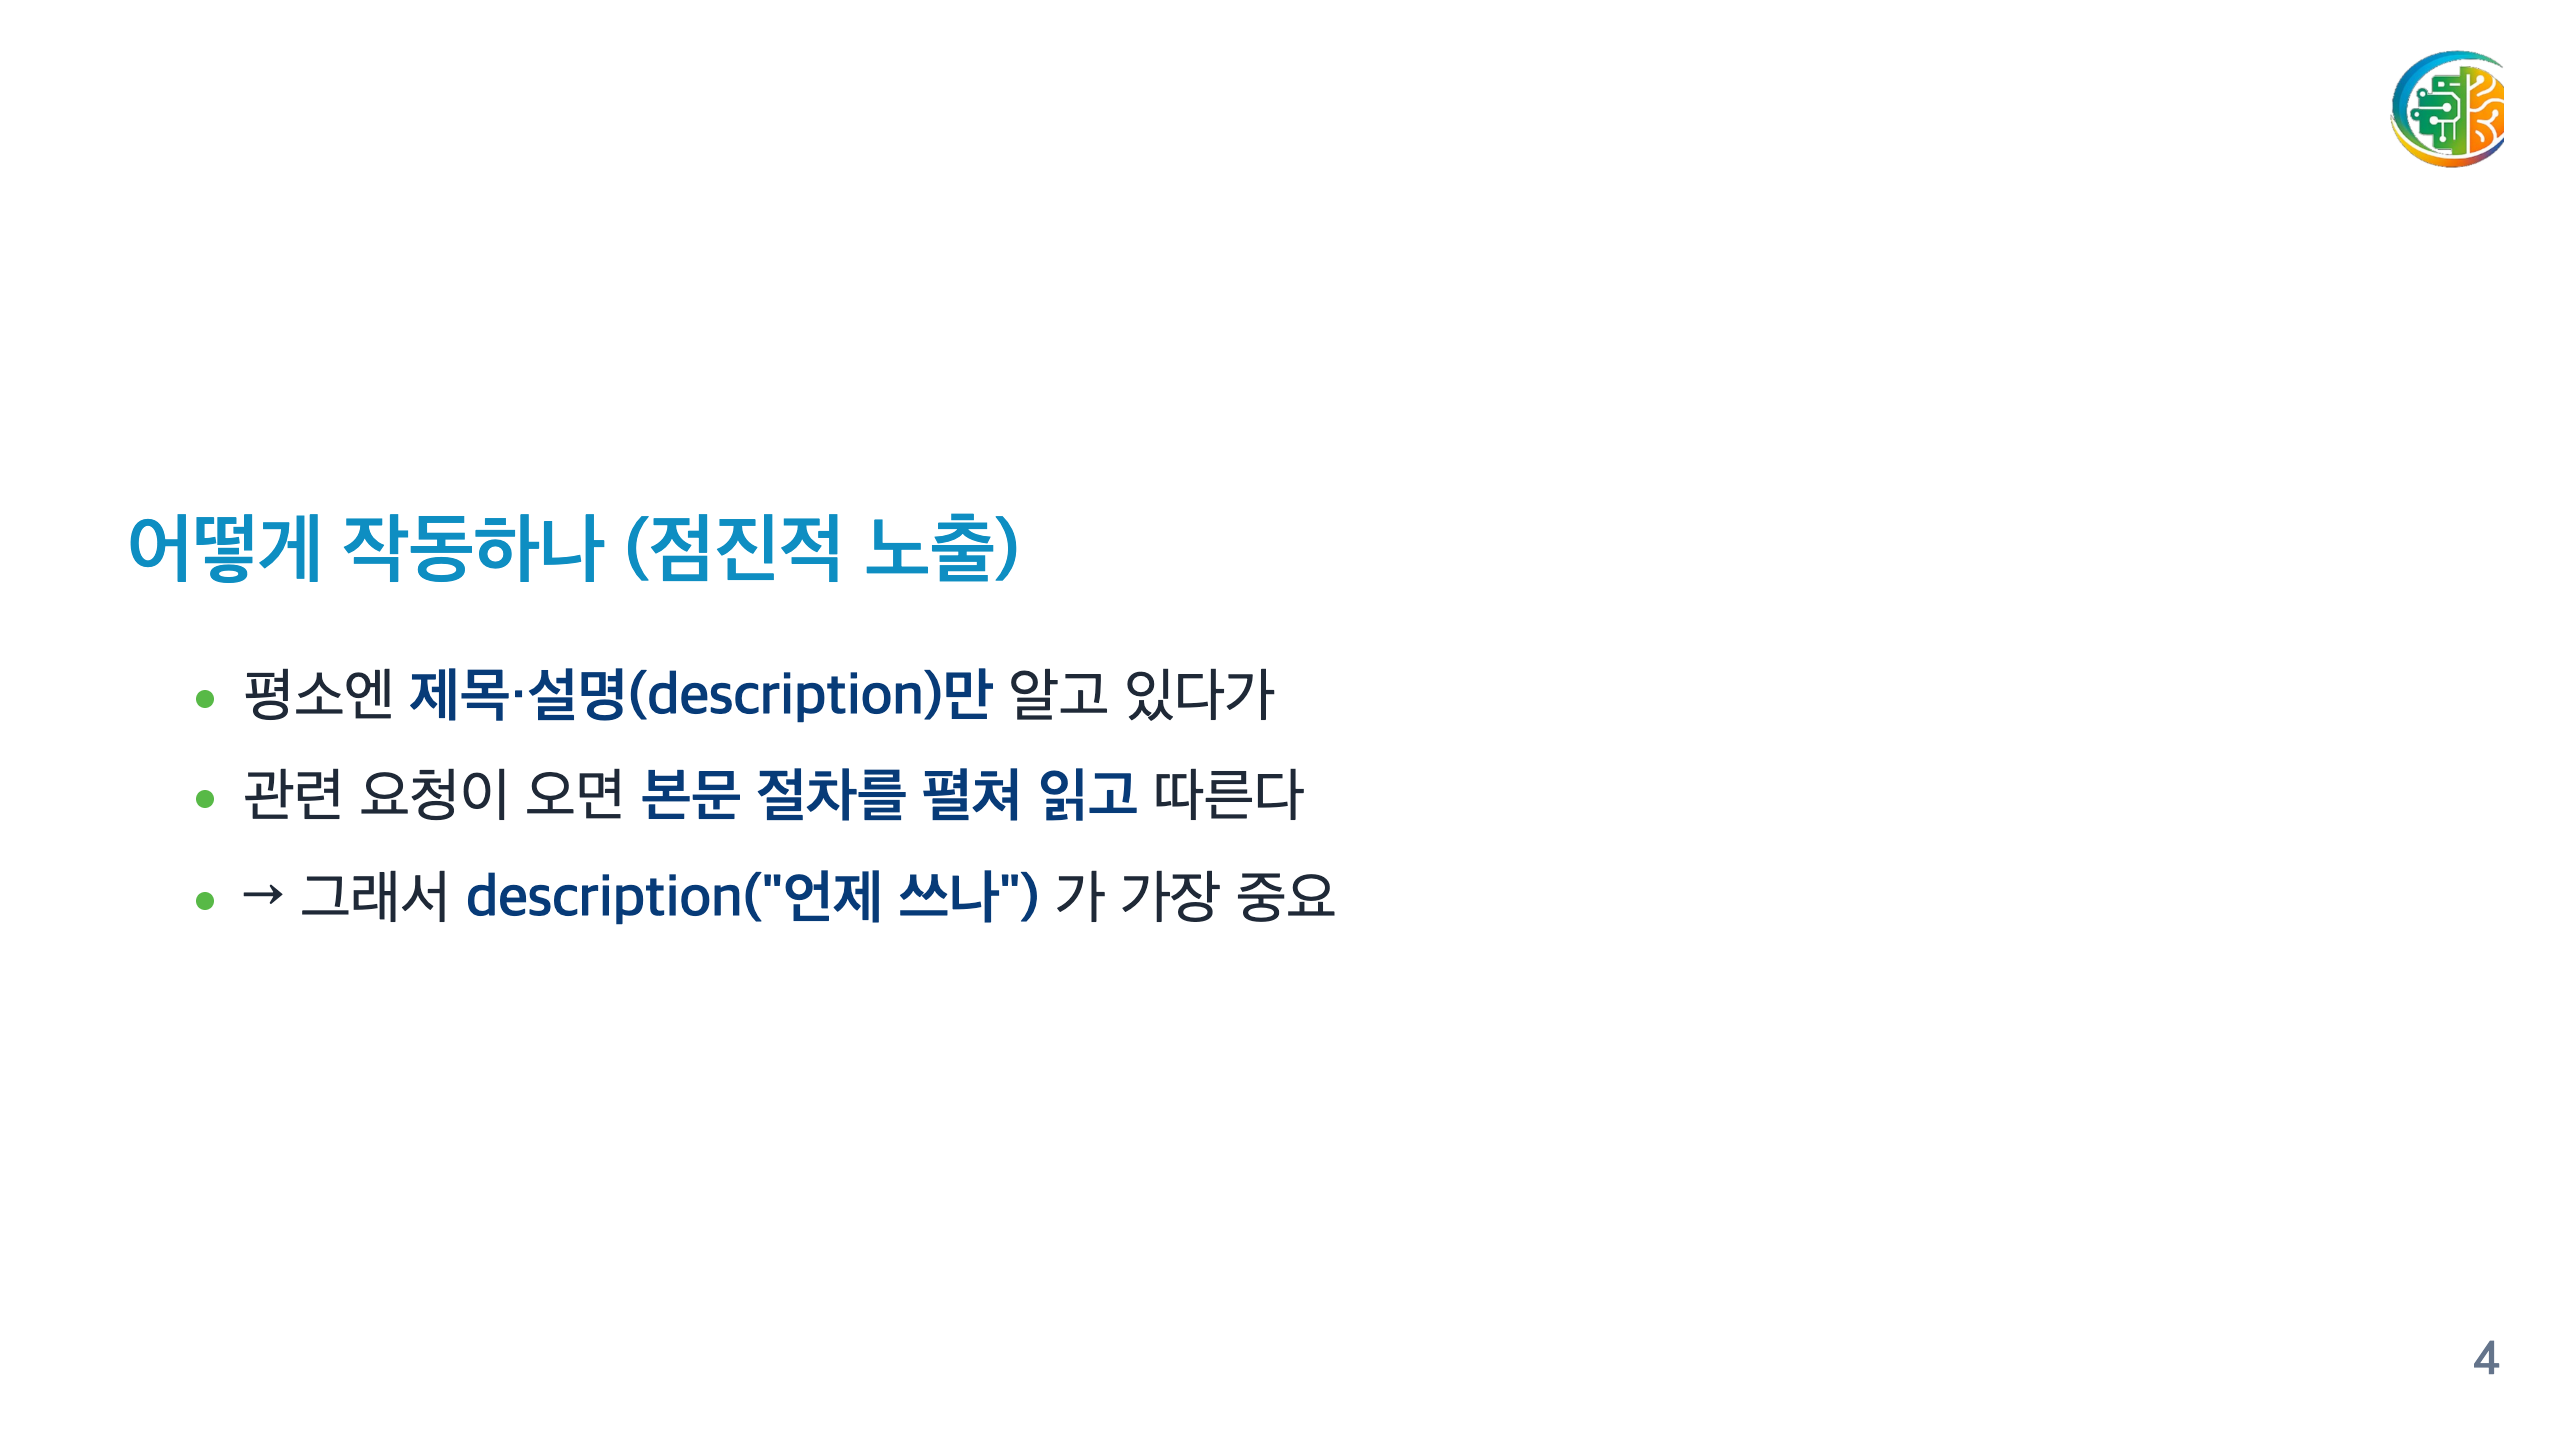 어떻게 작동하나 (점진적 노출)
• 평소엔 제목·설명(description)만 알고 있다가
• 관련 요청이 오면 본문 절차를 펼쳐 읽고 따른다
• → 그래서 description("언제 쓰나") 가 가장 중요
4